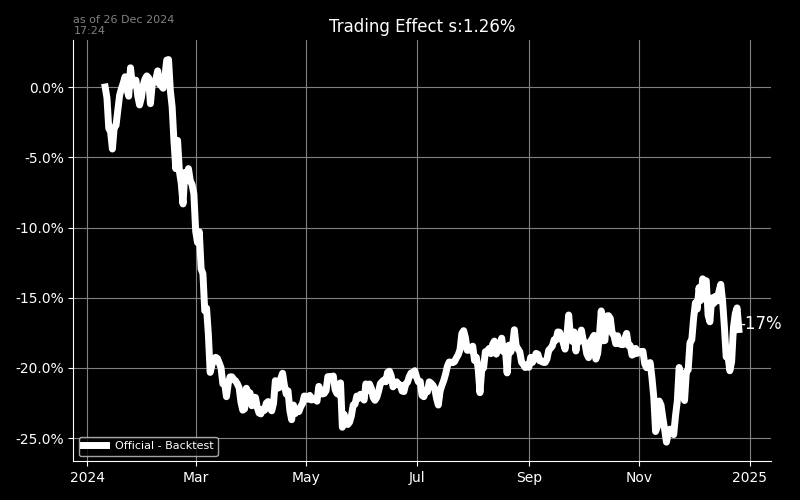 as of 26 Dec 2024
17:24
Trading Effect s:1.26%
0.0%
-5.0%
-10.0%
-15.0%
-17%
-20.0%
-25.0%
Official - Backtest
2024 Mar May Jul Sep Nov 2025